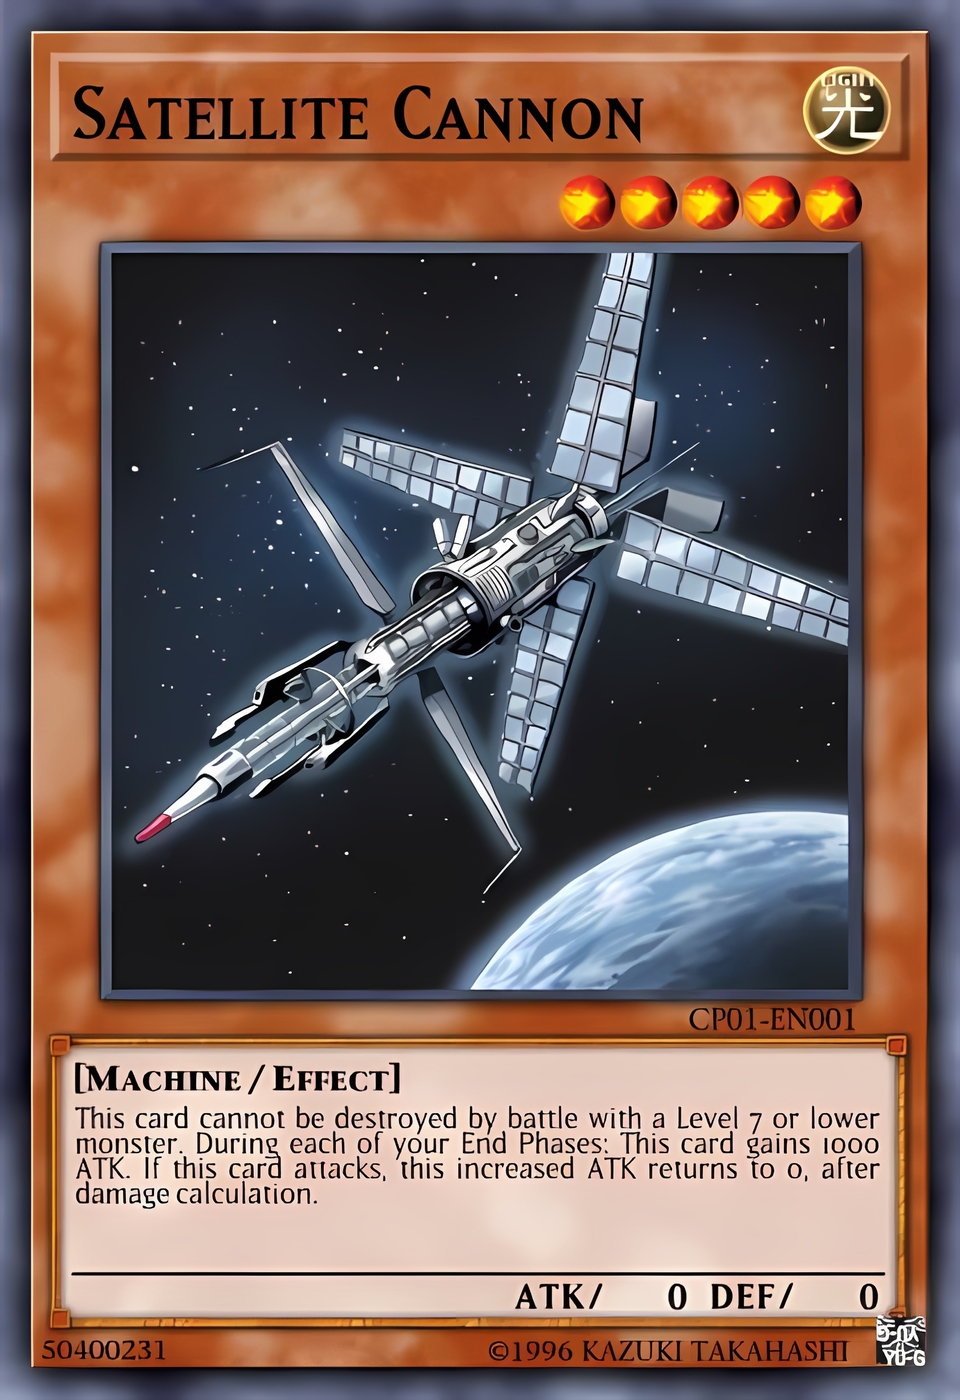 SATELLITE CANNON
光
CP01-EN001
[MACHINE / EFFECT]
This card cannot be destroyed by battle with a Level 7 or lower
monster. During each of your End Phases: This card gains 1000
ATK. If this card attacks, this increased ATK returns to 0, after
damage calculation.
ATK/ 0 DEF/ 0
50400231
©1996 KAZUKI TAKAHASHI